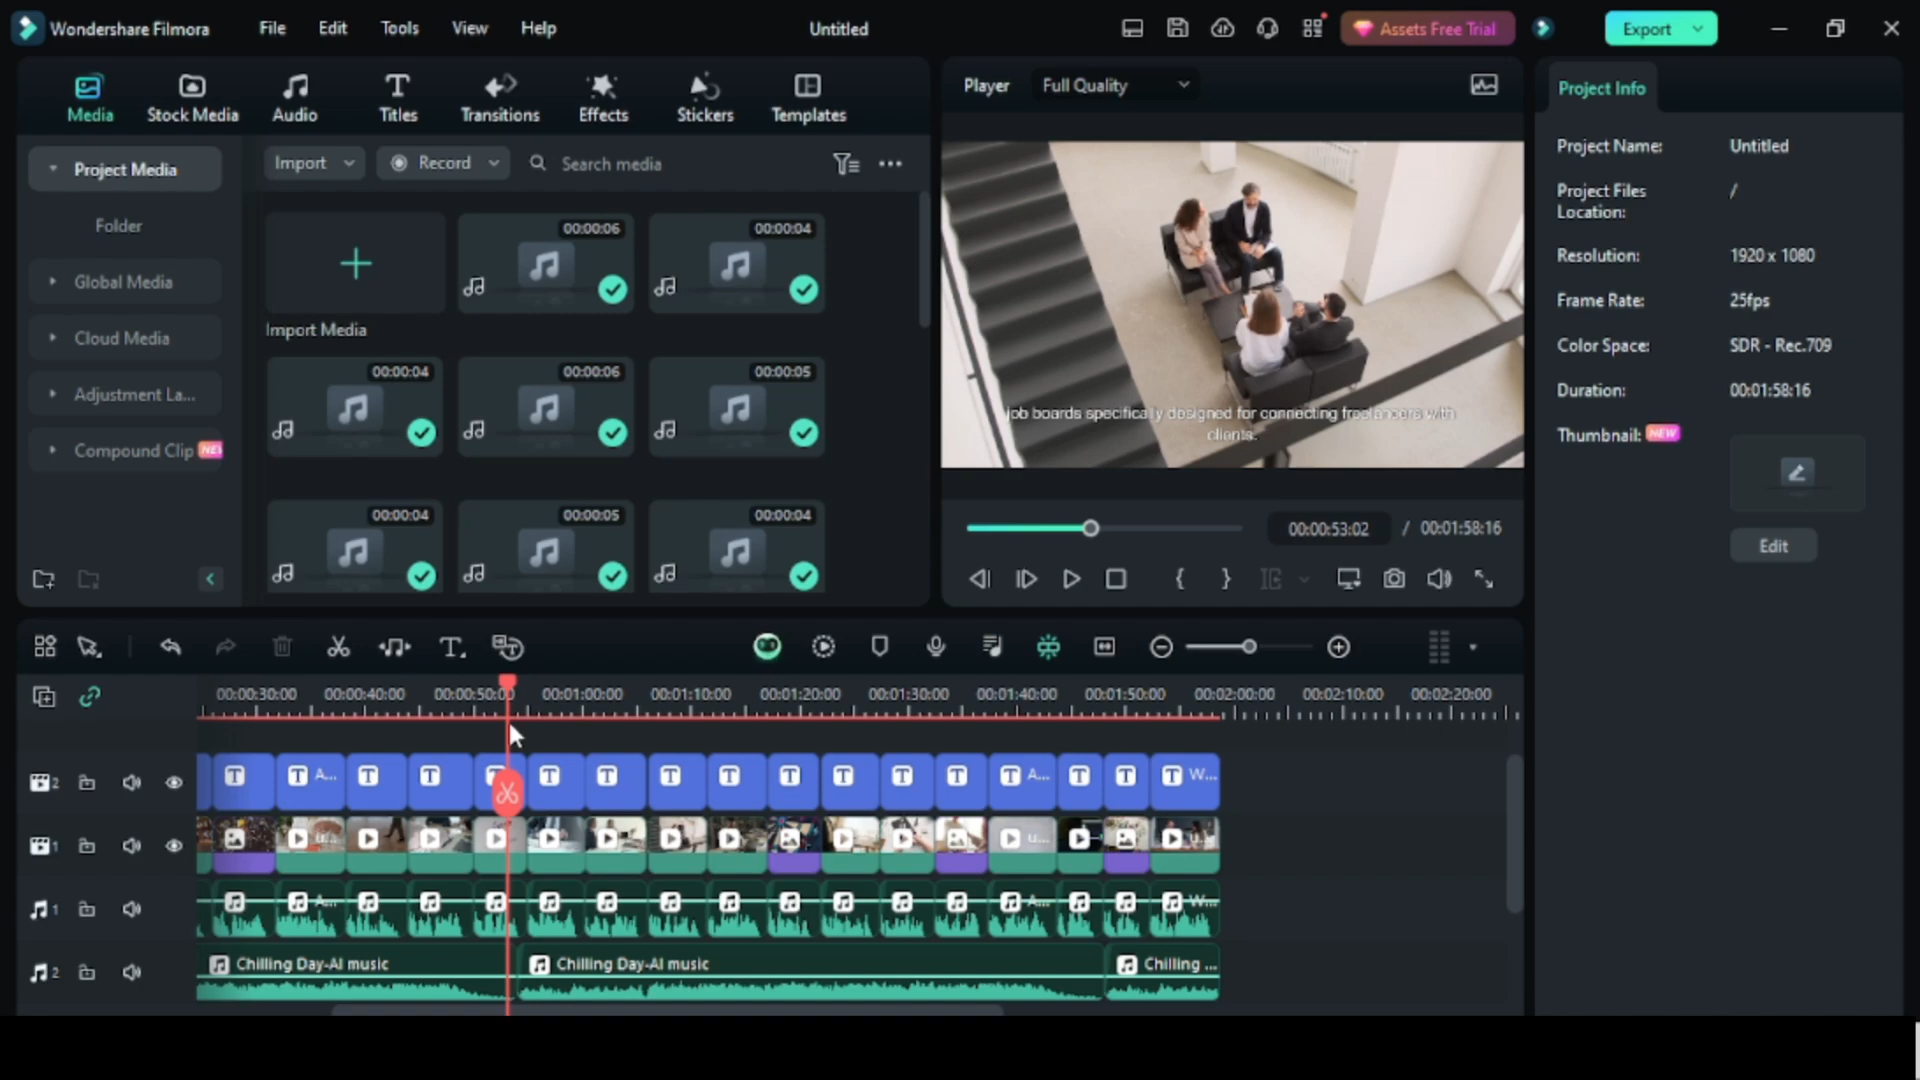 Wondershare Filmora
File
Edit
Tools
View
Help
Untitled
Assets Free Trial
Export
Media
Stock Media
Audio
Titles
Transitions
Effects
Stickers
Templates
Player
Full Quality
Project Info
Project Media
Folder
Global Media
Cloud Media
Adjustment La...
Compound Clip
NEW
Import
Record
Search media
00:00:06
00:00:04
Import Media
00:00:04
00:00:06
00:00:05
00:00:04
00:00:05
00:00:04
job boards specifically designed for connecting freelancers with
clients.
00:00:53:02 / 00:01:58:16
Project Name: Untitled
Project Files
Location: /
Resolution: 1920 x 1080
Frame Rate: 25fps
Color Space: SDR - Rec.709
Duration: 00:01:58:16
Thumbnail: NEW
Edit
00:00:30:00 00:00:40:00 00:00:50:00 00:01:00:00 00:01:10:00 00:01:20:00 00:01:30:00 00:01:40:00 00:01:50:00 00:02:00:00 00:02:10:00 00:02:20:00
2
A...
A...
W...
1
u...
u...
1
A...
A...
W...
2
Chilling Day-AI music
Chilling Day-AI music
Chilling ...